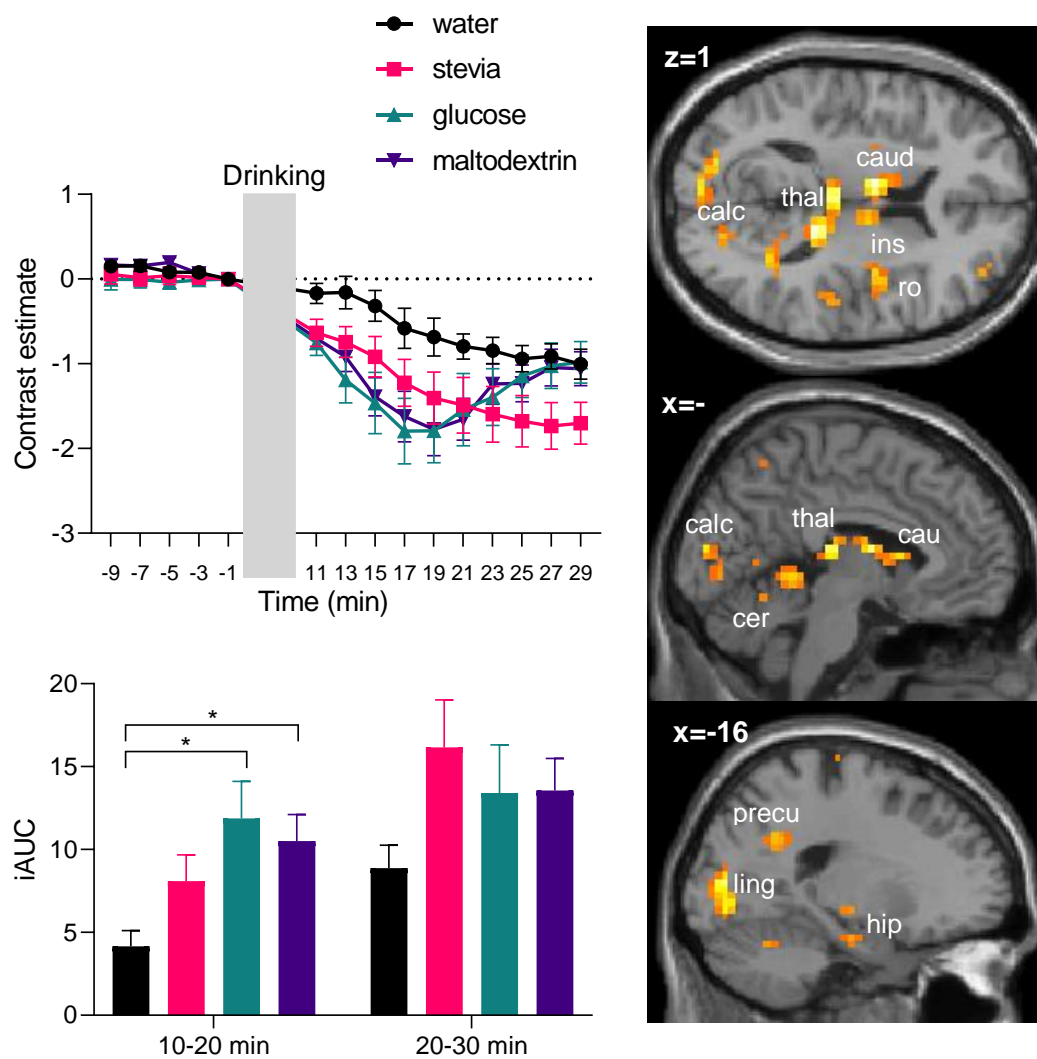 water
stevia
glucose
maltodextrin
Drinking
1
0
-1
-2
-3
Contrast estimate
-9 -7 -5 -3 -1 11 13 15 17 19 21 23 25 27 29
Time (min)
20
15
10
5
0
iAUC
* 
*
10-20 min 20-30 min
z=1
caud
thal
calc
ins
ro
x=-
calc
thal
cau
cer
x=-16
precu
ling
hip